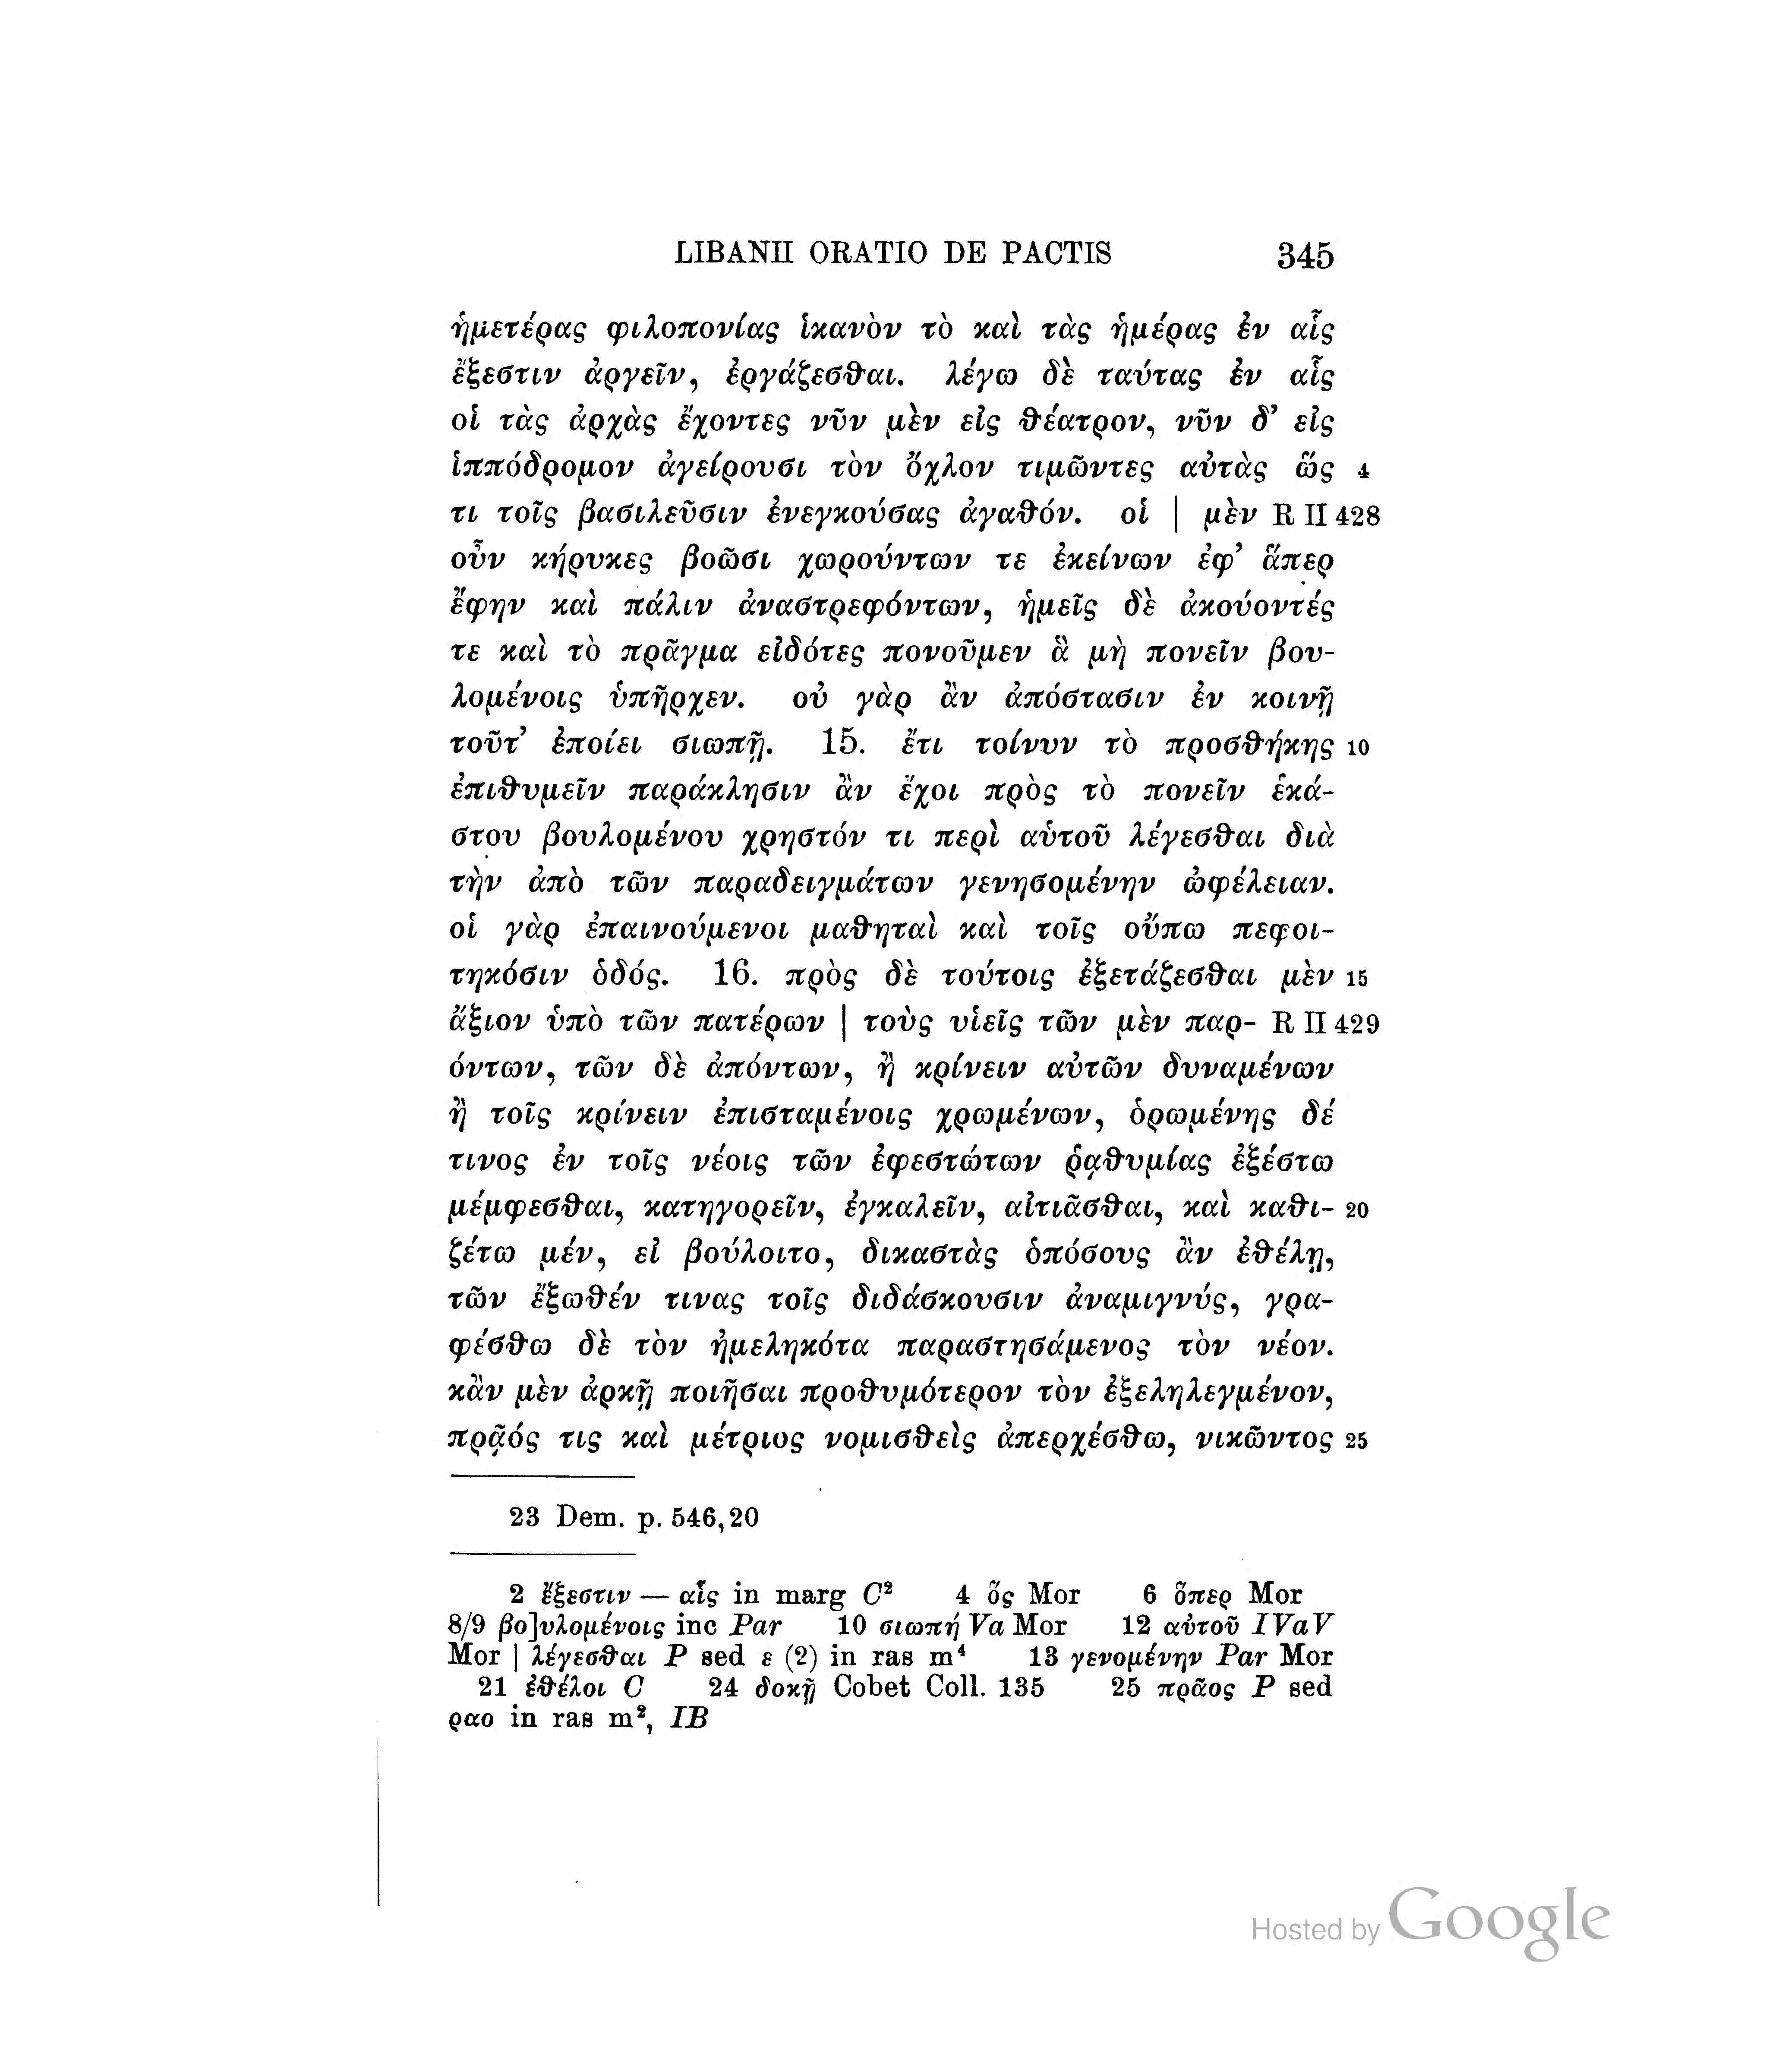 LIBANII ORATIO DE PACTIS 345
ἡμετέρας φιλοπονίας ἱκανὸν τὸ καὶ τὰς ἡμέρας ἐν αἷς
ἔξεστιν ἀργεῖν, ἐργάζεσθαι. λέγω δὲ ταύτας ἐν αἷς
οἱ τὰς ἀρχὰς ἔχοντες νῦν μὲν εἰς θέατρον, νῦν δ’ εἰς
ἱππόδρομον ἀγείρουσι τὸν ὄχλον τιμῶντες αὐτὰς ὥς 4
τι τοῖς βασιλεῦσιν ἐνεγκούσας ἀγαθόν. οἱ | μὲν R II 428
οὖν κήρυκες βοῶσι χωρούντων τε ἐκείνων ἐφ’ ἅπερ
ἔφην καὶ πάλιν ἀναστρεφόντων, ἡμεῖς δὲ ἀκούοντές
τε καὶ τὸ πρᾶγμα εἰδότες πονοῦμεν ἃ μὴ πονεῖν βου-
λομένοις ὑπῆρχεν. οὐ γὰρ ἂν ἀπόστασιν ἐν κοινῇ
τοῦτ’ ἐποίει σιωπῇ. 15. ἔτι τοίνυν τὸ προσθήκης 10
ἐπιθυμεῖν παράκλησιν ἂν ἔχοι πρὸς τὸ πονεῖν ἑκά-
στου βουλομένου χρηστόν τι περὶ αὑτοῦ λέγεσθαι διὰ
τὴν ἀπὸ τῶν παραδειγμάτων γενησομένην ὠφέλειαν.
οἱ γὰρ ἐπαινούμενοι μαθηταὶ καὶ τοῖς οὔπω πεφοι-
τηκόσιν ὁδός. 16. πρὸς δὲ τούτοις ἐξετάζεσθαι μὲν 15
ἄξιον ὑπὸ τῶν πατέρων | τοὺς υἱεῖς τῶν μὲν παρ- R II 429
όντων, τῶν δὲ ἀπόντων, ἢ κρίνειν αὐτῶν δυναμένων
ἢ τοῖς κρίνειν ἐπισταμένοις χρωμένων, ὁρωμένης δέ
τινος ἐν τοῖς νέοις τῶν ἐφεστώτων ῥᾳθυμίας ἐξέστω
μέμφεσθαι, κατηγορεῖν, ἐγκαλεῖν, αἰτιᾶσθαι, καὶ καθι- 20
ζέτω μέν, εἰ βούλοιτο, δικαστὰς ὁπόσους ἂν ἐθέλῃ,
τῶν ἔξωθέν τινας τοῖς διδάσκουσιν ἀναμιγνύς, γρα-
φέσθω δὲ τὸν ἠμεληκότα παραστησάμενος τὸν νέον.
κἂν μὲν ἀρκῇ ποιῆσαι προθυμότερον τὸν ἐξεληλεγμένον,
πρᾷός τις καὶ μέτριος νομισθεὶς ἀπερχέσθω, νικῶντος 25
23 Dem. p. 546,20
2 ἔξεστιν — αἷς in marg C² 4 ὅς Mor 6 ὅπερ Mor
8/9 βο]υλομένοις inc Par 10 σιωπή Va Mor 12 αὐτοῦ IVaV
Mor | λέγεσθαι P sed ε (2) in ras m⁴ 13 γενομένην Par Mor
21 ἐθέλοι C 24 δοκῇ Cobet Coll. 135 25 πρᾶος P sed
ραο in ras m², IB
Hosted by Google